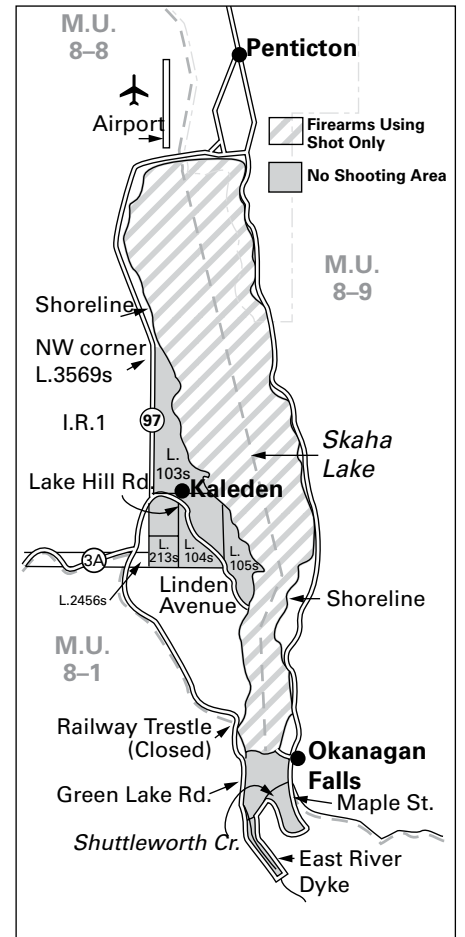 M.U.
8–8
Penticton
Airport
Firearms Using
Shot Only
No Shooting Area
M.U.
8–9
Shoreline
NW corner
L.3569s
I.R.1
97
Skaha
Lake
L.
103s
Lake Hill Rd.
Kaleden
3A
L.
213s
L.
104s
L.
105s
L.2456s
Linden
Avenue
Shoreline
M.U.
8–1
Railway Trestle
(Closed)
Okanagan
Falls
Green Lake Rd.
Maple St.
Shuttleworth Cr.
East River
Dyke